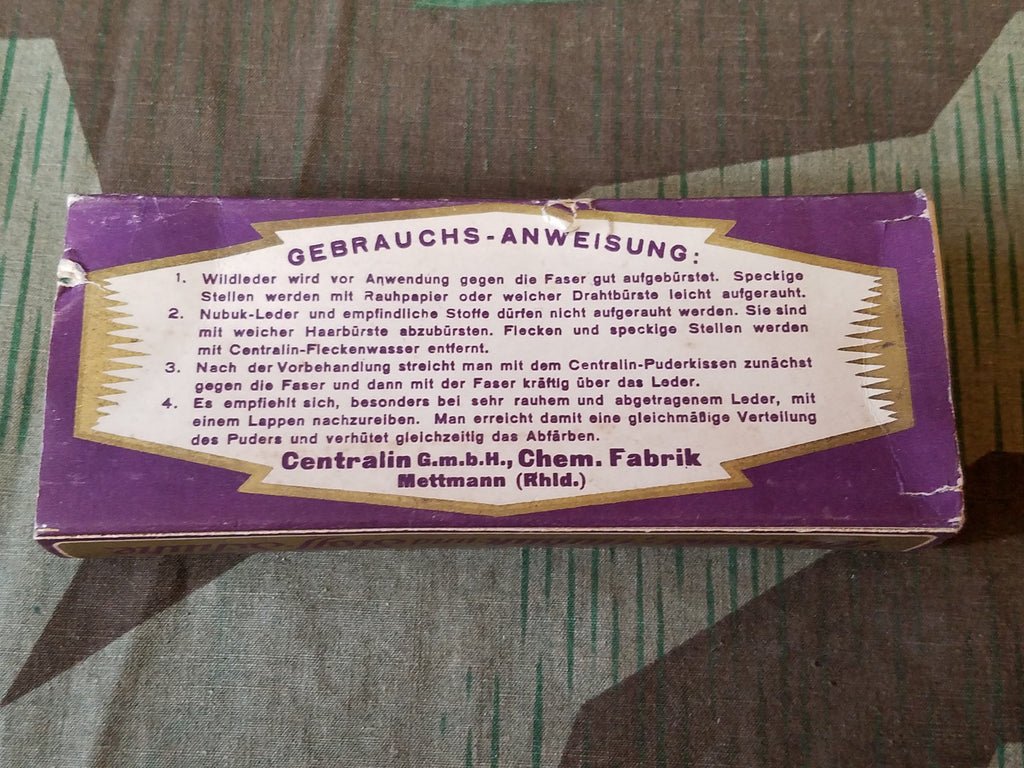 GEBRAUCHS-ANWEISUNG:
1. Wildleder wird vor Anwendung gegen die Faser gut aufgebürstet. Speckige
Stellen werden mit Rauhpapier oder weicher Drahtbürste leicht aufgerauht.
2. Nubuk-Leder und empfindliche Stoffe dürfen nicht aufgerauht werden. Sie sind
mit weicher Haarbürste abzubürsten. Flecken und speckige Stellen werden
mit Centralin-Fleckenwasser entfernt.
3. Nach der Vorbehandlung streicht man mit dem Centralin-Puderkissen zunächst
gegen die Faser und dann mit der Faser kräftig über das Leder.
4. Es empfiehlt sich, besonders bei sehr rauhem und abgetragenem Leder, mit
einem Lappen nachzureiben. Man erreicht damit eine gleichmäßige Verteilung
des Puders und verhütet gleichzeitig das Abfärben.
Centralin G.m.b.H., Chem. Fabrik
Mettmann (Rhld.)